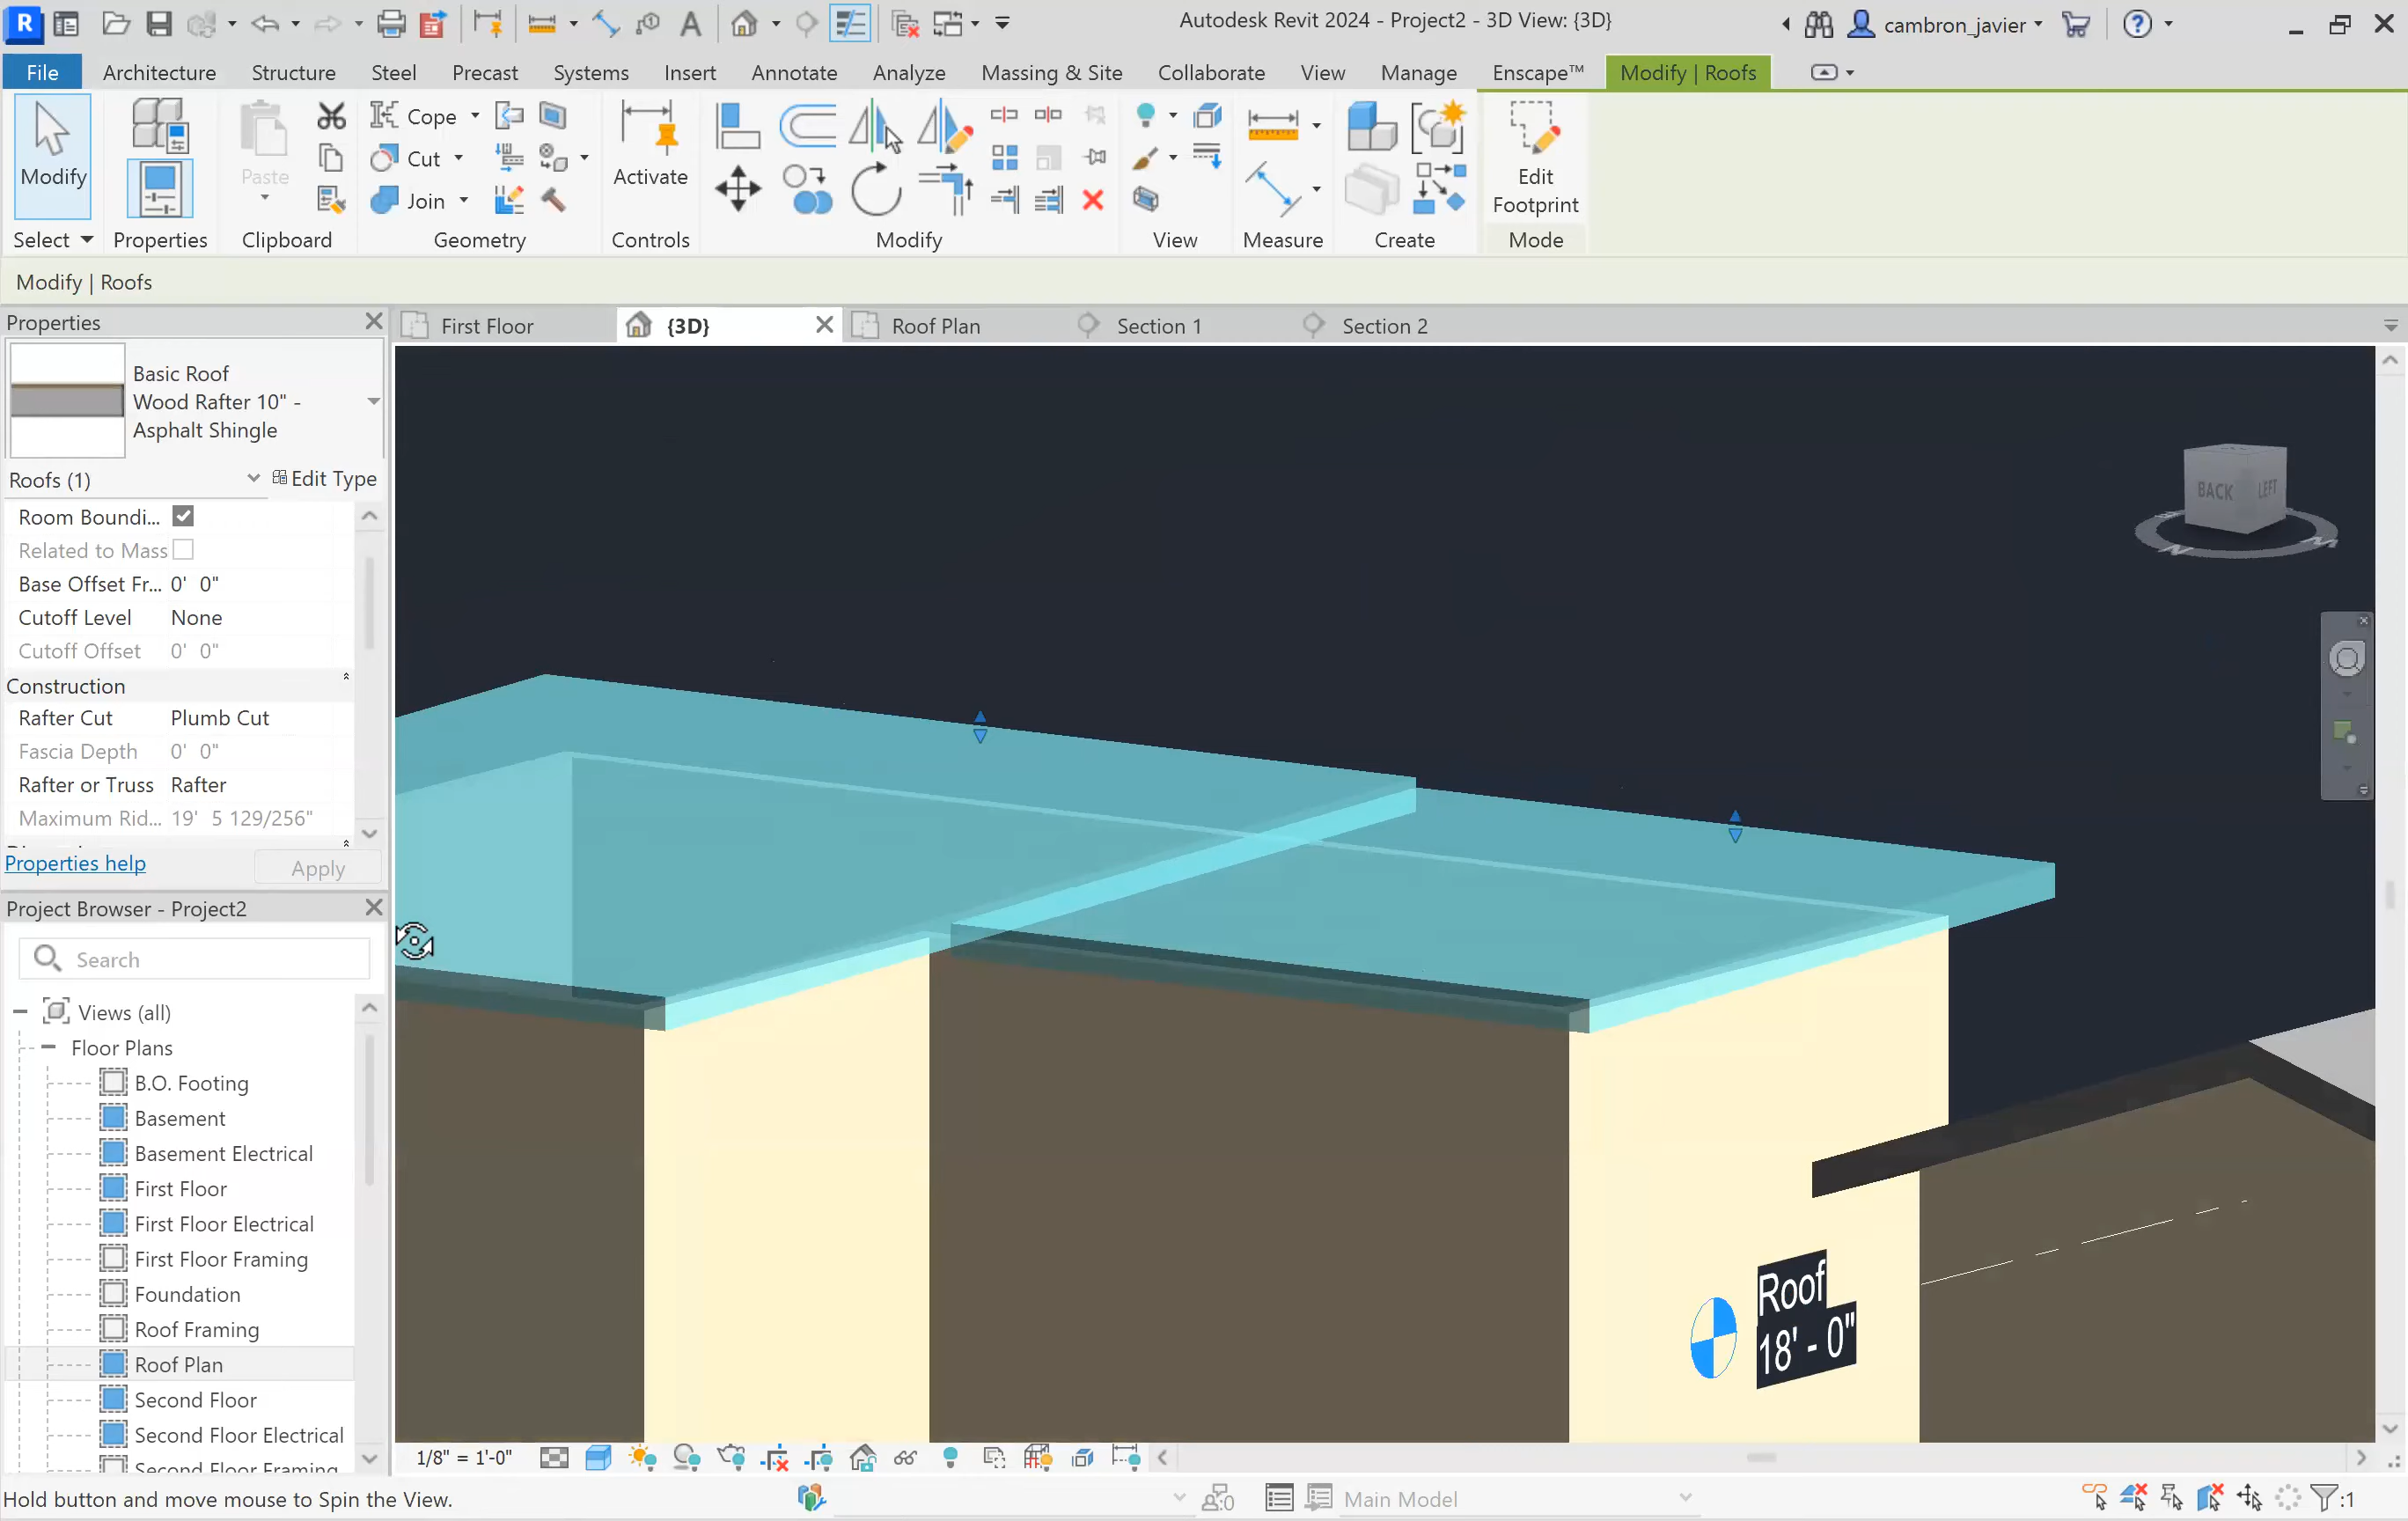 R
Autodesk Revit 2024 - Project2 - 3D View: {3D}
cambron_javier
File Architecture Structure Steel Precast Systems Insert Annotate Analyze Massing & Site Collaborate View Manage Enscape™ Modify | Roofs
Modify
Paste
Cope
Cut
Join
Activate
Edit
Footprint
Select Properties Clipboard Geometry Controls Modify View Measure Create Mode
Modify | Roofs
Properties
First Floor {3D} Roof Plan Section 1 Section 2
Basic Roof
Wood Rafter 10" -
Asphalt Shingle
Roofs (1) Edit Type
Room Boundi...
Related to Mass
Base Offset Fr... 0' 0"
Cutoff Level None
Cutoff Offset 0' 0"
Construction
Rafter Cut Plumb Cut
Fascia Depth 0' 0"
Rafter or Truss Rafter
Maximum Rid... 19' 5 129/256"
Properties help Apply
BACK LEFT
Project Browser - Project2
Search
Views (all)
Floor Plans
B.O. Footing
Basement
Basement Electrical
First Floor
First Floor Electrical
First Floor Framing
Foundation
Roof Framing
Roof Plan
Second Floor
Second Floor Electrical
Second Floor Framing
Roof
18' - 0"
1/8" = 1'-0"
Hold button and move mouse to Spin the View.
:0
Main Model
:1